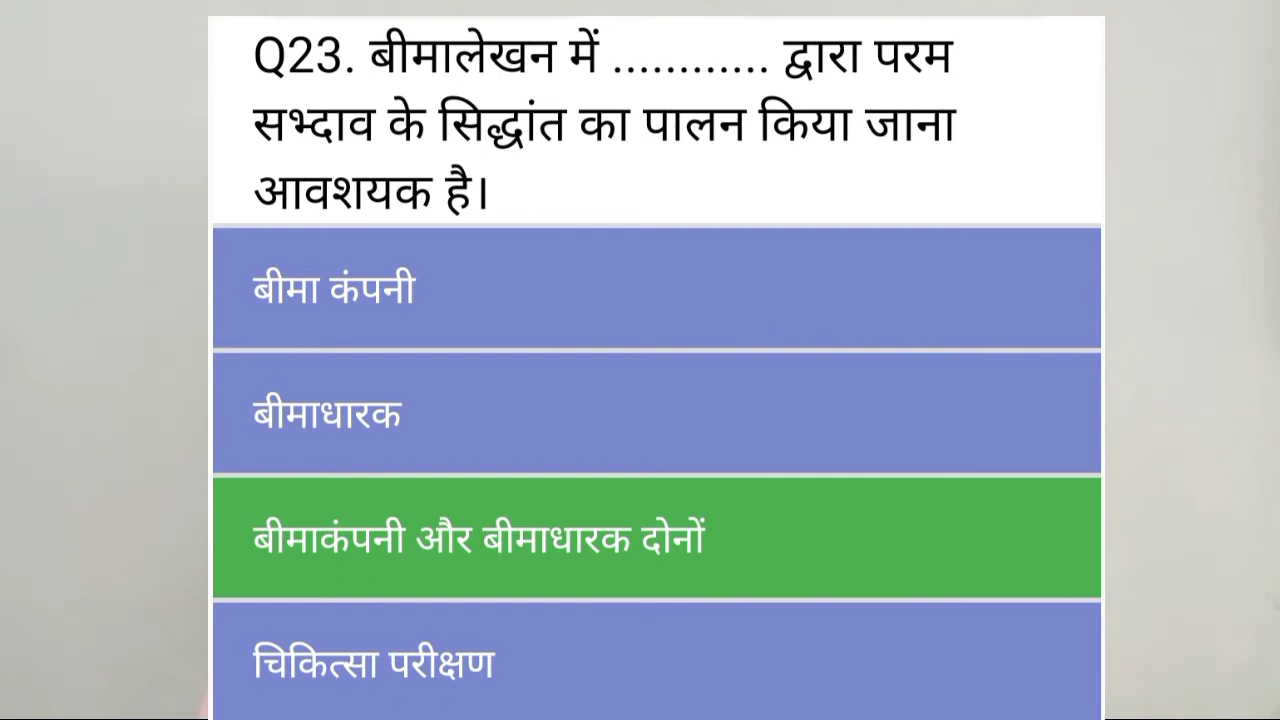 Q23. बीमालेखन में ............ द्वारा परम
सभ्दाव के सिद्धांत का पालन किया जाना
आवशयक है।
बीमा कंपनी
बीमाधारक
बीमाकंपनी और बीमाधारक दोनों
चिकित्सा परीक्षण